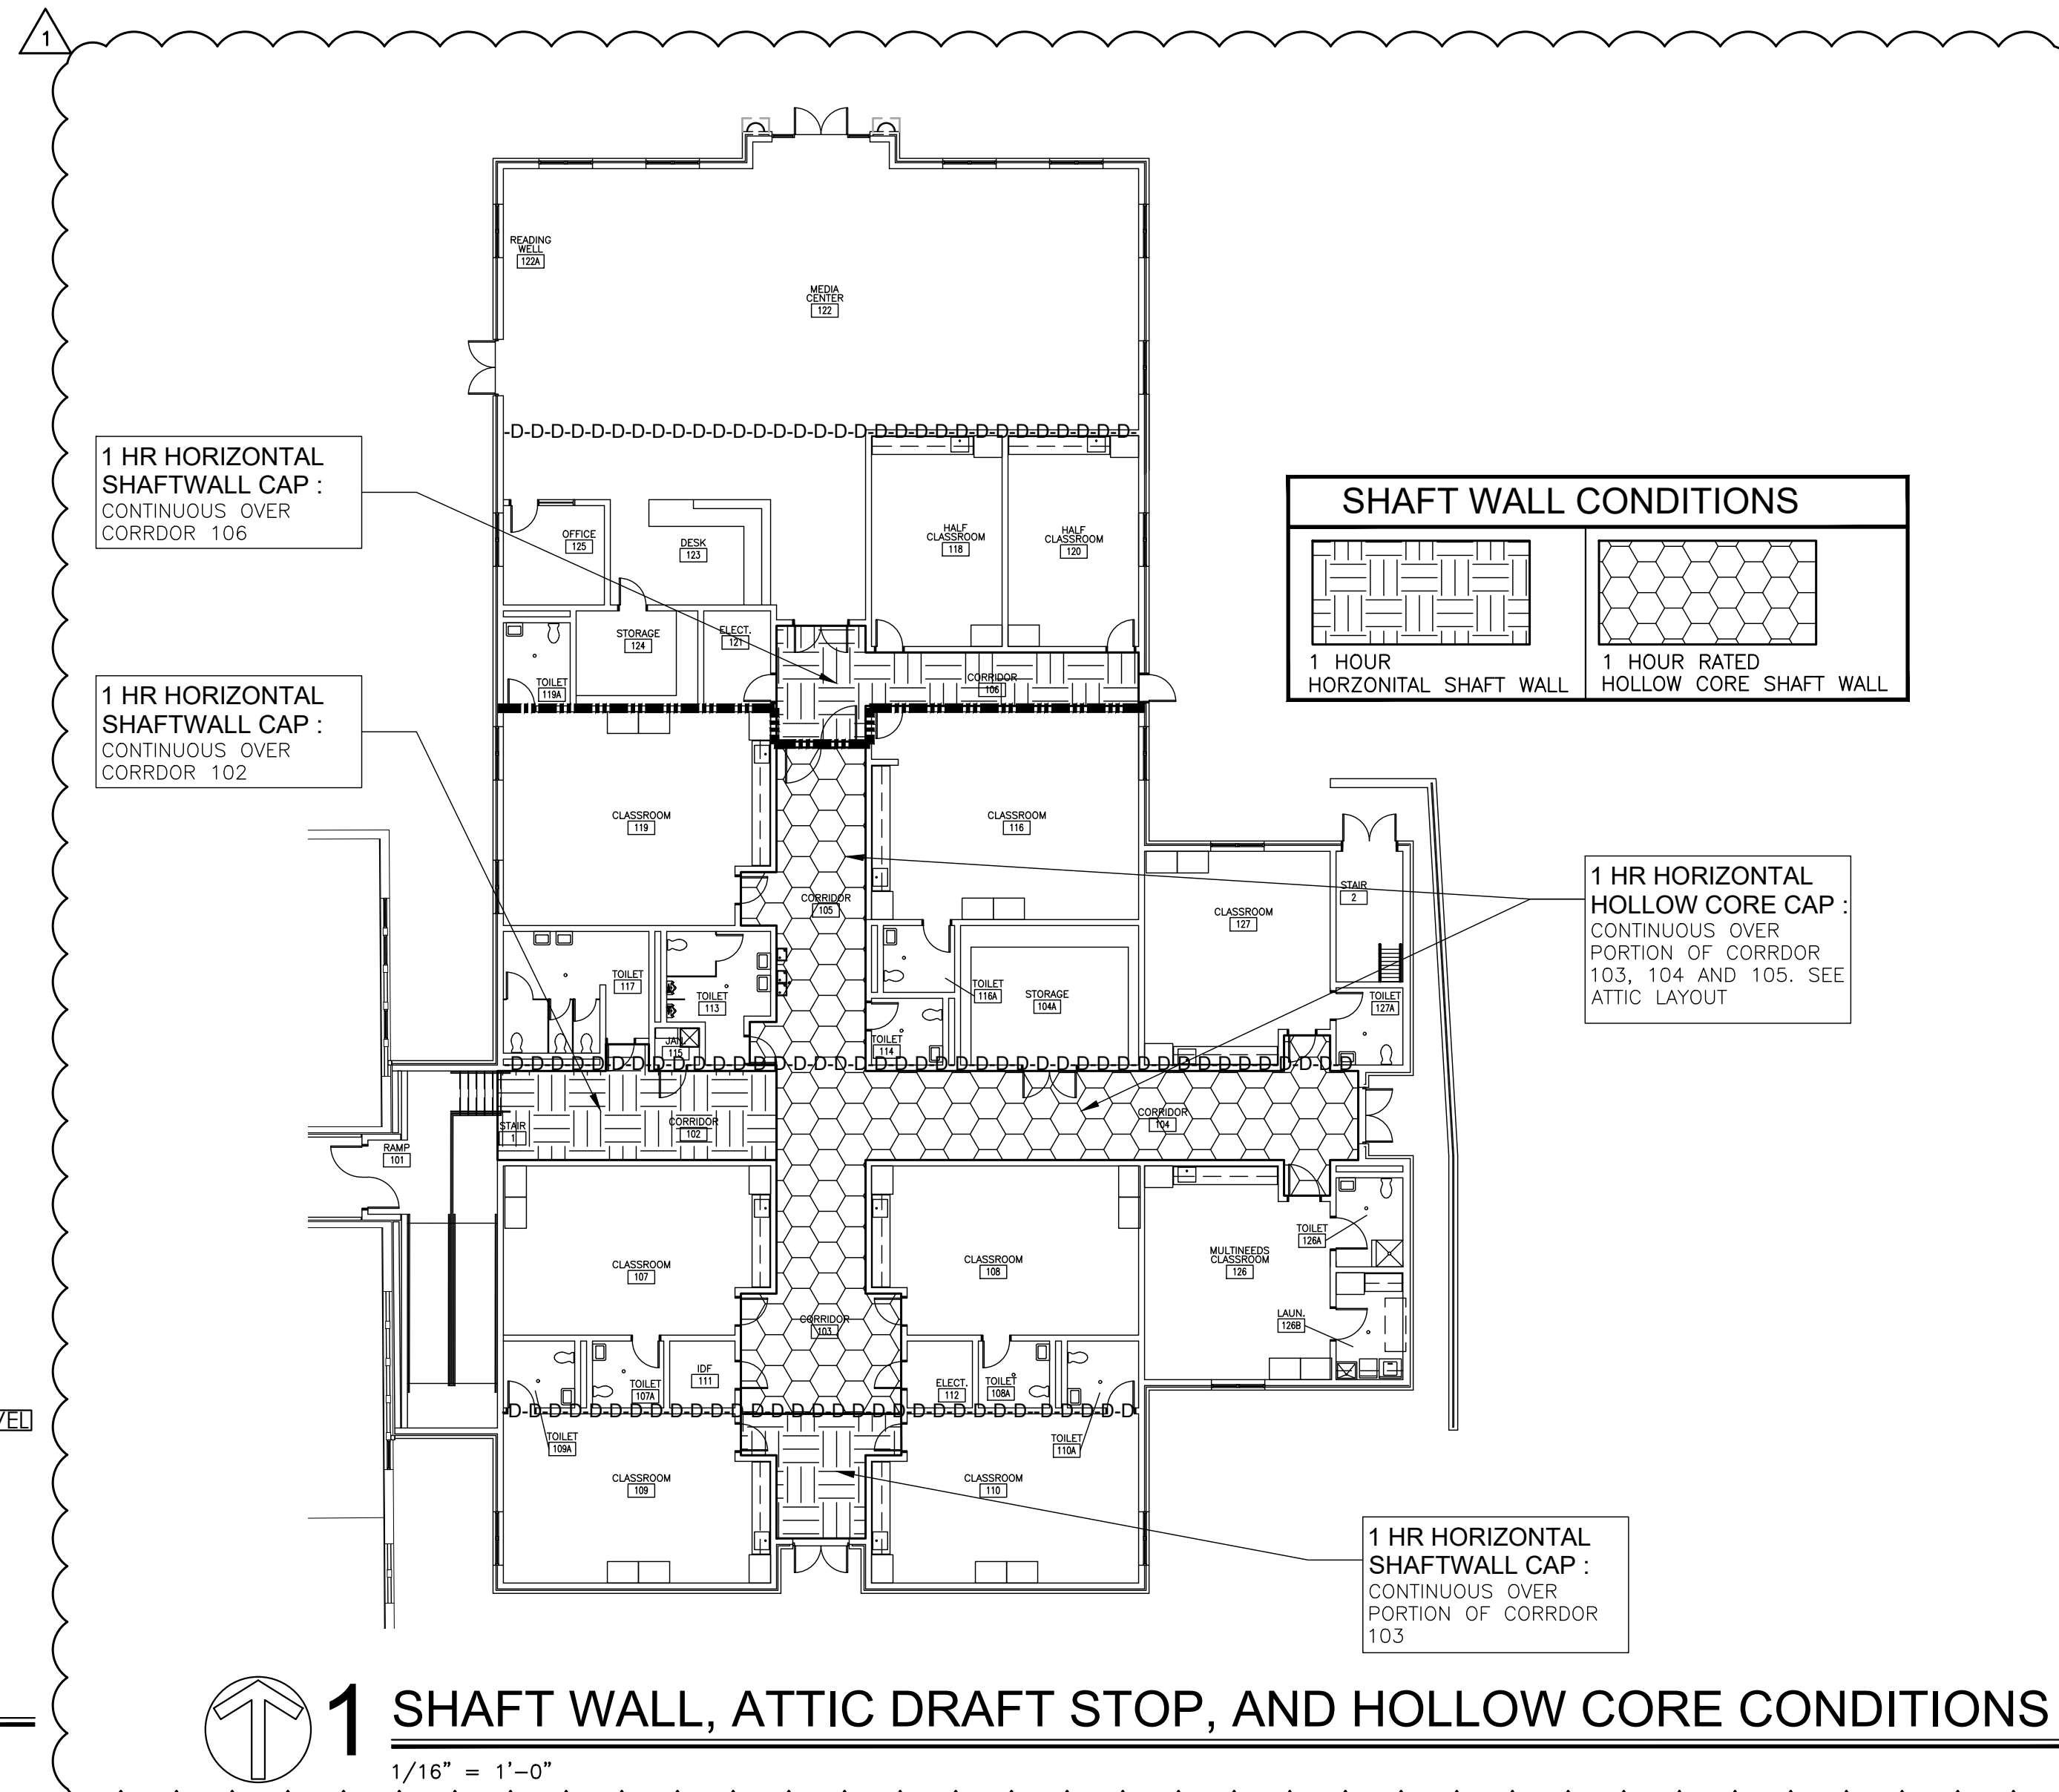 1
READING
WELL
122A
MEDIA
CENTER
122
-D-D-D-D-D-D-D-D-D-D-D-D-D-D-D-D-D-D-D-D-D-D-D-D-D-D-D-D-D-D-D-
1 HR HORIZONTAL
SHAFTWALL CAP :
CONTINUOUS OVER
CORRDOR 106
OFFICE
125
DESK
123
HALF
CLASSROOM
118
HALF
CLASSROOM
120
SHAFT WALL CONDITIONS
1 HOUR
HORZONITAL SHAFT WALL
1 HOUR RATED
HOLLOW CORE SHAFT WALL
STORAGE
124
ELECT.
121
TOILET
119A
CORRIDOR
106
1 HR HORIZONTAL
SHAFTWALL CAP :
CONTINUOUS OVER
CORRDOR 102
CLASSROOM
119
CLASSROOM
116
CORRIDOR
105
CLASSROOM
127
STAIR
2
1 HR HORIZONTAL
HOLLOW CORE CAP :
CONTINUOUS OVER
PORTION OF CORRDOR
103, 104 AND 105. SEE
ATTIC LAYOUT
TOILET
117
TOILET
113
TOILET
116A
STORAGE
104A
TOILET
127A
JAN.
115
TOILET
114
STAIR
1
CORRIDOR
102
CORRIDOR
104
RAMP
101
CLASSROOM
107
CLASSROOM
108
MULTINEEDS
CLASSROOM
126
TOILET
126A
CORRIDOR
103
LAUN.
126B
IDF
111
TOILET
107A
ELECT.
112
TOILET
108A
TOILET
109A
TOILET
110A
CLASSROOM
109
CLASSROOM
110
1 HR HORIZONTAL
SHAFTWALL CAP :
CONTINUOUS OVER
PORTION OF CORRDOR
103
1 SHAFT WALL, ATTIC DRAFT STOP, AND HOLLOW CORE CONDITIONS
1/16" = 1'-0"